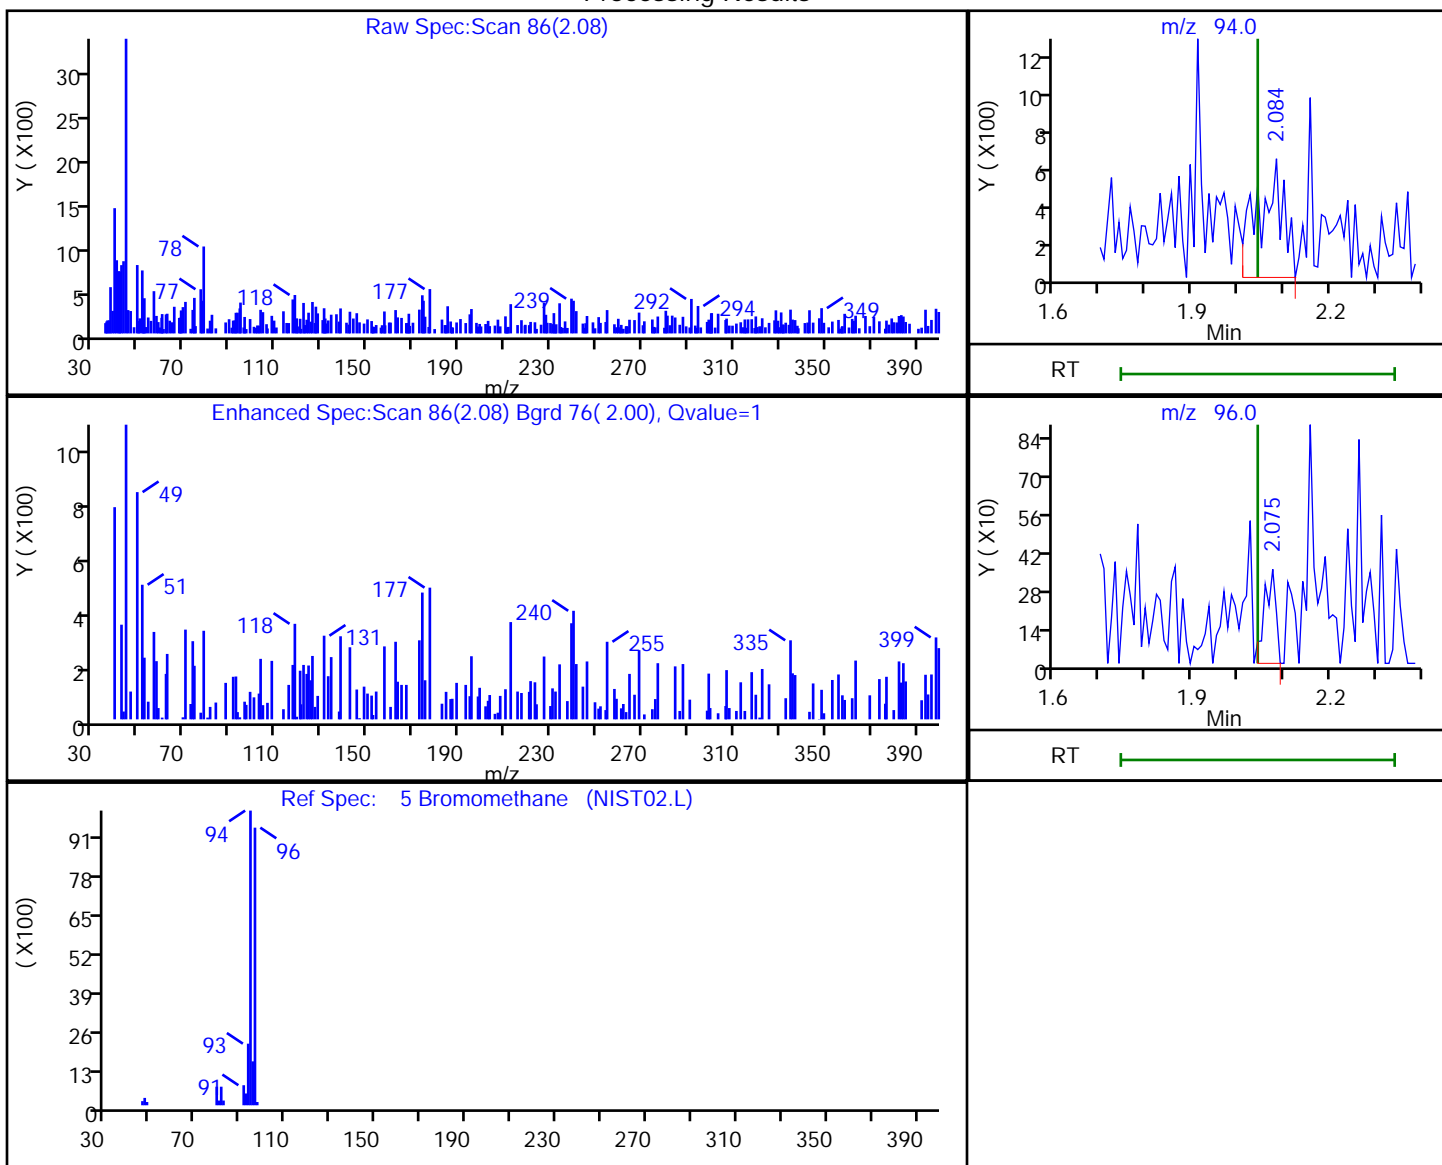 Processing Results
Raw Spec:Scan 86(2.08)
Y ( X100)
30
25
20
15
10
5
0
78
77
118
177
239
292
294
349
30 70 110 150 190 230 270 310 350 390
m/z
m/z 94.0
Y ( X100)
12
10
8
6
4
2
0
2.084
1.6 1.9 2.2
Min
RT
Enhanced Spec:Scan 86(2.08) Bgrd 76( 2.00), Qvalue=1
Y ( X100)
10
8
6
4
2
0
49
51
118
131
177
240
255
335
399
30 70 110 150 190 230 270 310 350 390
m/z
m/z 96.0
Y ( X10)
84
70
56
42
28
14
0
2.075
1.6 1.9 2.2
Min
RT
Ref Spec: 5 Bromomethane (NIST02.L)
( X100)
91
78
65
52
39
26
13
0
94
96
93
91
30 70 110 150 190 230 270 310 350 390